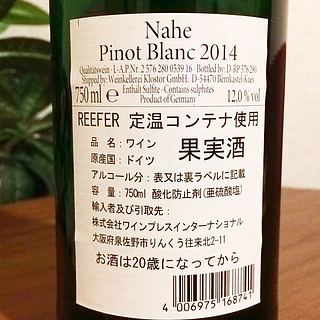 Nahe
Pinot Blanc 2014
Qualitätswein · L·A.P.Nr. 2 576 280 0539 16 · Bottled by: D-RP 576 280
Weinkellerei Klostor GmbH, D-54470 Bernkastel-Kues
Enthält Sulfite · Contains sulphites
750 ml ℮ Product of Germany 12,0 % vol
REEFER 定温コンテナ使用
品 名：ワイン 果実酒
原産国：ドイツ
アルコール分：表又は裏ラベルに記載
容 量：750ml 酸化防止剤(亜硫酸塩)
輸入者及び引取先：
株式会社ワインプレスインターナショナル
大阪府泉佐野市りんくう往来北2-11
お酒は20歳になってから
4 006975 168741